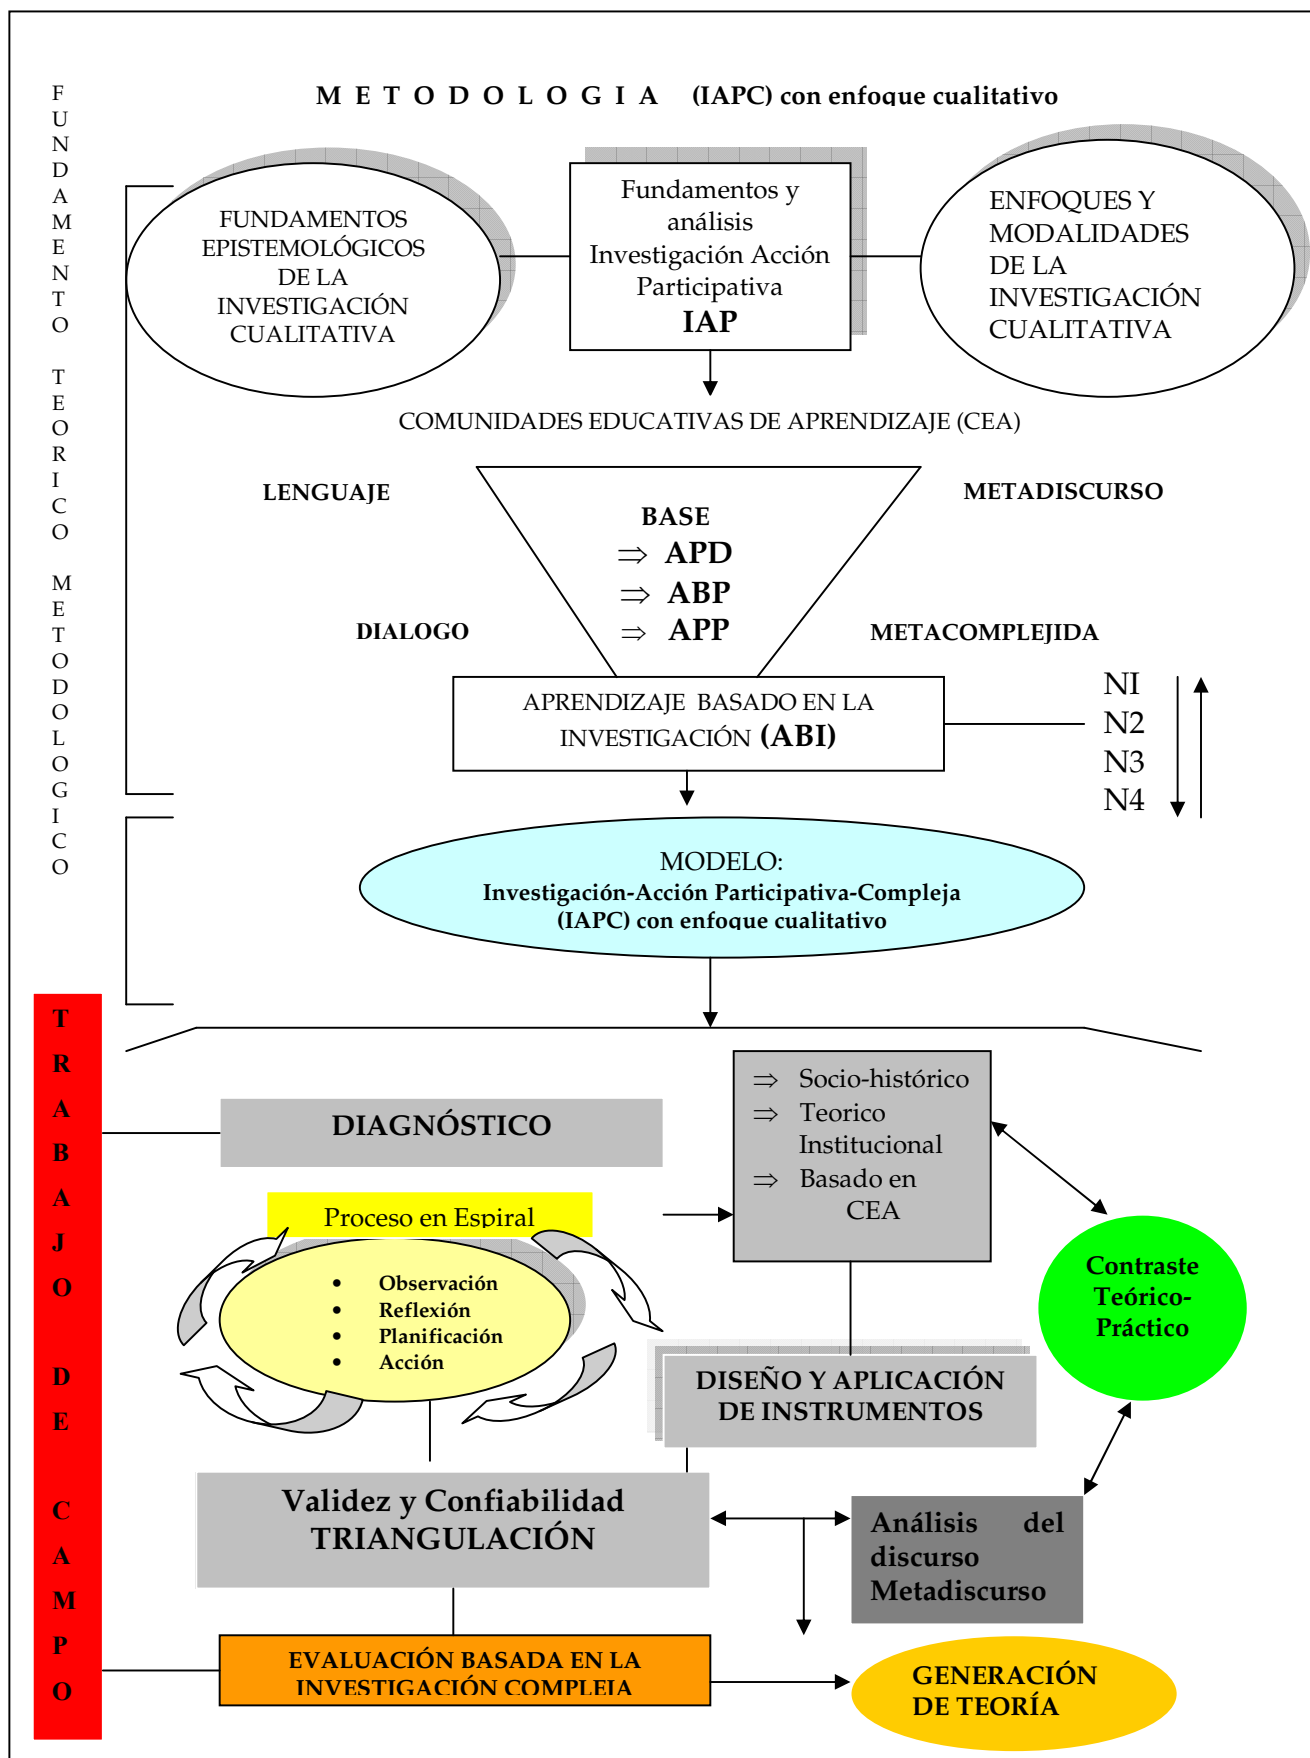 M E T O D O L O G I A (IAPC) con enfoque cualitativo
FUNDAMENTO TEORICO METODOLOGICO
FUNDAMENTOS
EPISTEMOLÓGICOS
DE LA
INVESTIGACIÓN
CUALITATIVA
Fundamentos y
análisis
Investigación Acción
Participativa
IAP
ENFOQUES Y
MODALIDADES
DE LA
INVESTIGACIÓN
CUALITATIVA
COMUNIDADES EDUCATIVAS DE APRENDIZAJE (CEA)
LENGUAJE
METADISCURSO
BASE
⇒ APD
⇒ ABP
⇒ APP
DIALOGO
METACOMPLEJIDA
APRENDIZAJE BASADO EN LA
INVESTIGACIÓN (ABI)
NI
N2
N3
N4
MODELO:
Investigación-Acción Participativa-Compleja
(IAPC) con enfoque cualitativo
TRABAJO DE CAMPO
DIAGNÓSTICO
⇒ Socio-histórico
⇒ Teorico
Institucional
⇒ Basado en
CEA
Proceso en Espiral
• Observación
• Reflexión
• Planificación
• Acción
Contraste
Teórico-
Práctico
DISEÑO Y APLICACIÓN
DE INSTRUMENTOS
Validez y Confiabilidad
TRIANGULACIÓN
Análisis del
discurso
Metadiscurso
EVALUACIÓN BASADA EN LA
INVESTIGACIÓN COMPLEJA
GENERACIÓN
DE TEORÍA